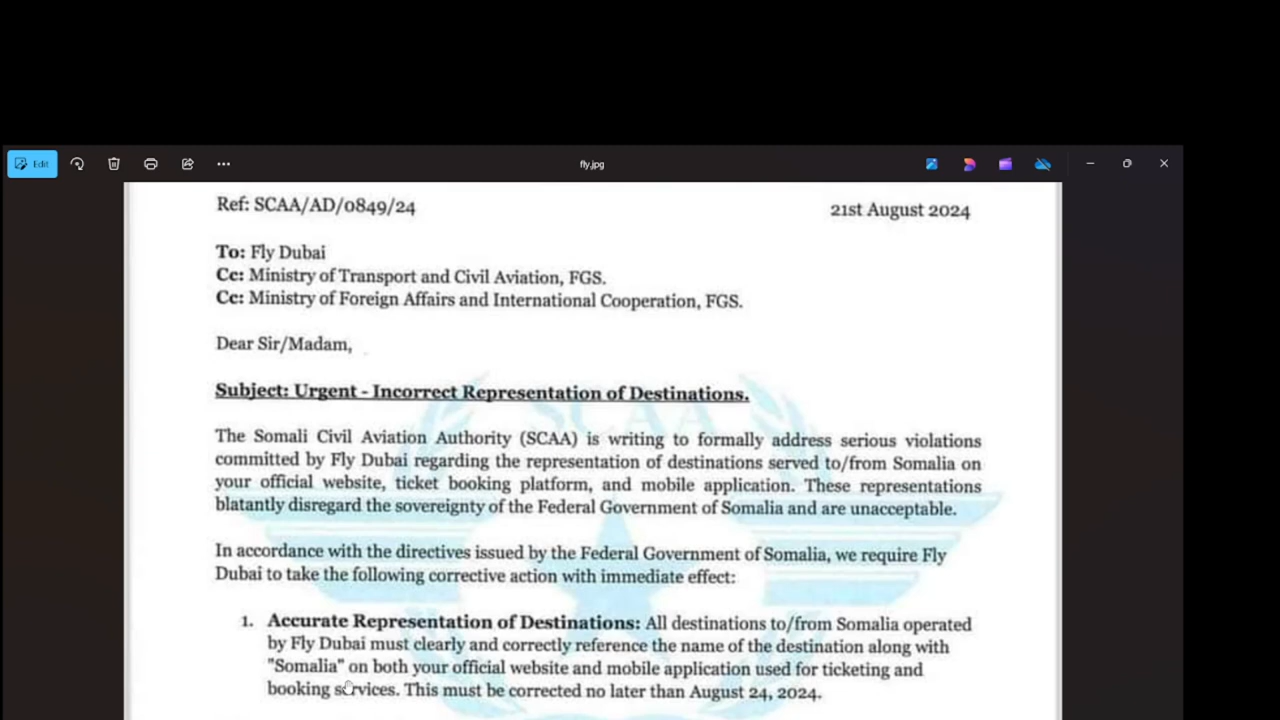 Edit
fly.jpg
Ref: SCAA/AD/0849/24
21st August 2024
To: Fly Dubai
Cc: Ministry of Transport and Civil Aviation, FGS.
Cc: Ministry of Foreign Affairs and International Cooperation, FGS.
Dear Sir/Madam,
Subject: Urgent - Incorrect Representation of Destinations.
SCAA
The Somali Civil Aviation Authority (SCAA) is writing to formally address serious violations
committed by Fly Dubai regarding the representation of destinations served to/from Somalia on
your official website, ticket booking platform, and mobile application. These representations
blatantly disregard the sovereignty of the Federal Government of Somalia and are unacceptable.
In accordance with the directives issued by the Federal Government of Somalia, we require Fly
Dubai to take the following corrective action with immediate effect:
1. Accurate Representation of Destinations: All destinations to/from Somalia operated
by Fly Dubai must clearly and correctly reference the name of the destination along with
"Somalia" on both your official website and mobile application used for ticketing and
booking services. This must be corrected no later than August 24, 2024.